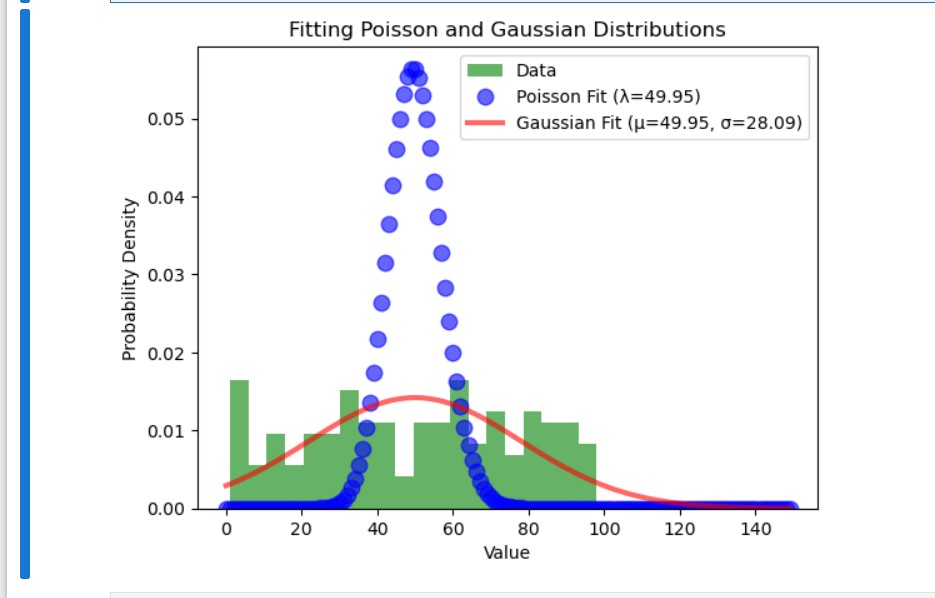 Fitting Poisson and Gaussian Distributions
Data
Poisson Fit (λ=49.95)
Gaussian Fit (μ=49.95, σ=28.09)
Probability Density
0.05
0.04
0.03
0.02
0.01
0.00
0 20 40 60 80 100 120 140
Value